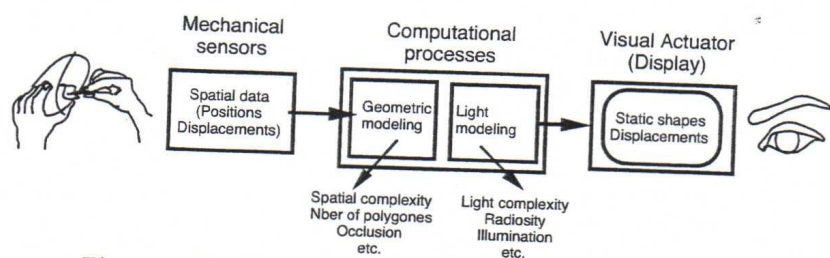 Mechanical
sensors
Computational
processes
Visual Actuator
(Display)
Spatial data
(Positions
Displacements)
Geometric
modeling
Light
modeling
Static shapes
Displacements
Spatial complexity
Nber of polygones
Occlusion
etc.
Light complexity
Radiosity
Illumination
etc.